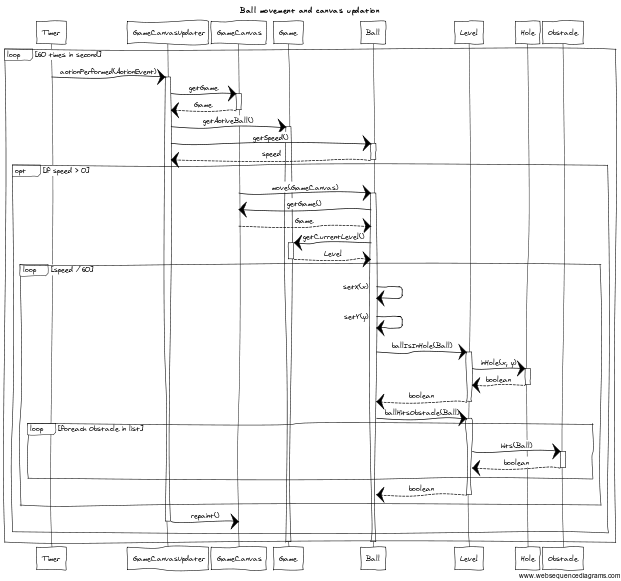 Ball movement and canvas updation
Timer GameCanvasUpdater GameCanvas Game Ball Level Hole Obstacle
loop [60 times in second]
actionPerformed(ActionEvent)
getGame
Game
getActiveBall()
getSpeed()
speed
opt [if speed > 0]
move(GameCanvas)
getGame()
Game
getCurrentLevel()
Level
loop [speed / 60]
setX(x)
setY(y)
ballIsInHole(Ball)
inHole(x, y)
boolean
boolean
ballHitsObstacle(Ball)
loop [foreach Obstacle in list]
hits(Ball)
boolean
boolean
repaint()
Timer GameCanvasUpdater GameCanvas Game Ball Level Hole Obstacle
www.websequencediagrams.com